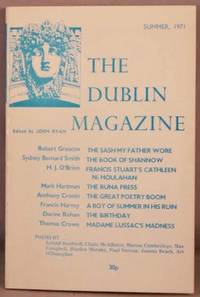 SUMMER, 1971
THE
DUBLIN
MAGAZINE
Edited by JOHN RYAN
Robert Greacen THE SASH MY FATHER WORE
Sydney Bernard Smith THE BOOK OF SHANNOW
H. J. O'Brien FRANCIS STUART'S CATHLEEN
NI HOULAHAN
Mark Hartman THE RUNA PRESS
Anthony Cronin THE GREAT POETRY BOOM
Francis Harvey A BOY OF SUMMER IN HIS RUIN
Dorine Rohan THE BIRTHDAY
Thomas Crowe MADAME LUSSAC'S MADNESS
POEMS BY
30p